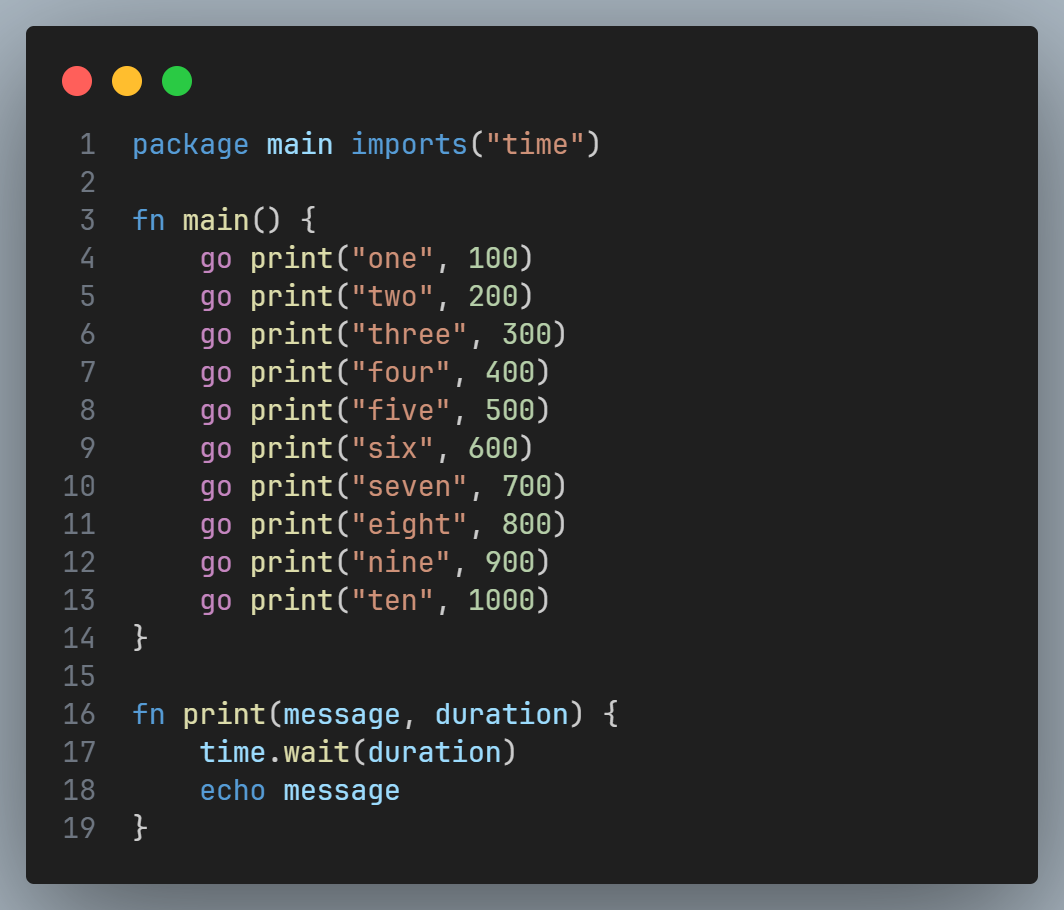 1 package main imports("time")
2
3 fn main() {
4     go print("one", 100)
5     go print("two", 200)
6     go print("three", 300)
7     go print("four", 400)
8     go print("five", 500)
9     go print("six", 600)
10     go print("seven", 700)
11     go print("eight", 800)
12     go print("nine", 900)
13     go print("ten", 1000)
14 }
15
16 fn print(message, duration) {
17     time.wait(duration)
18     echo message
19 }